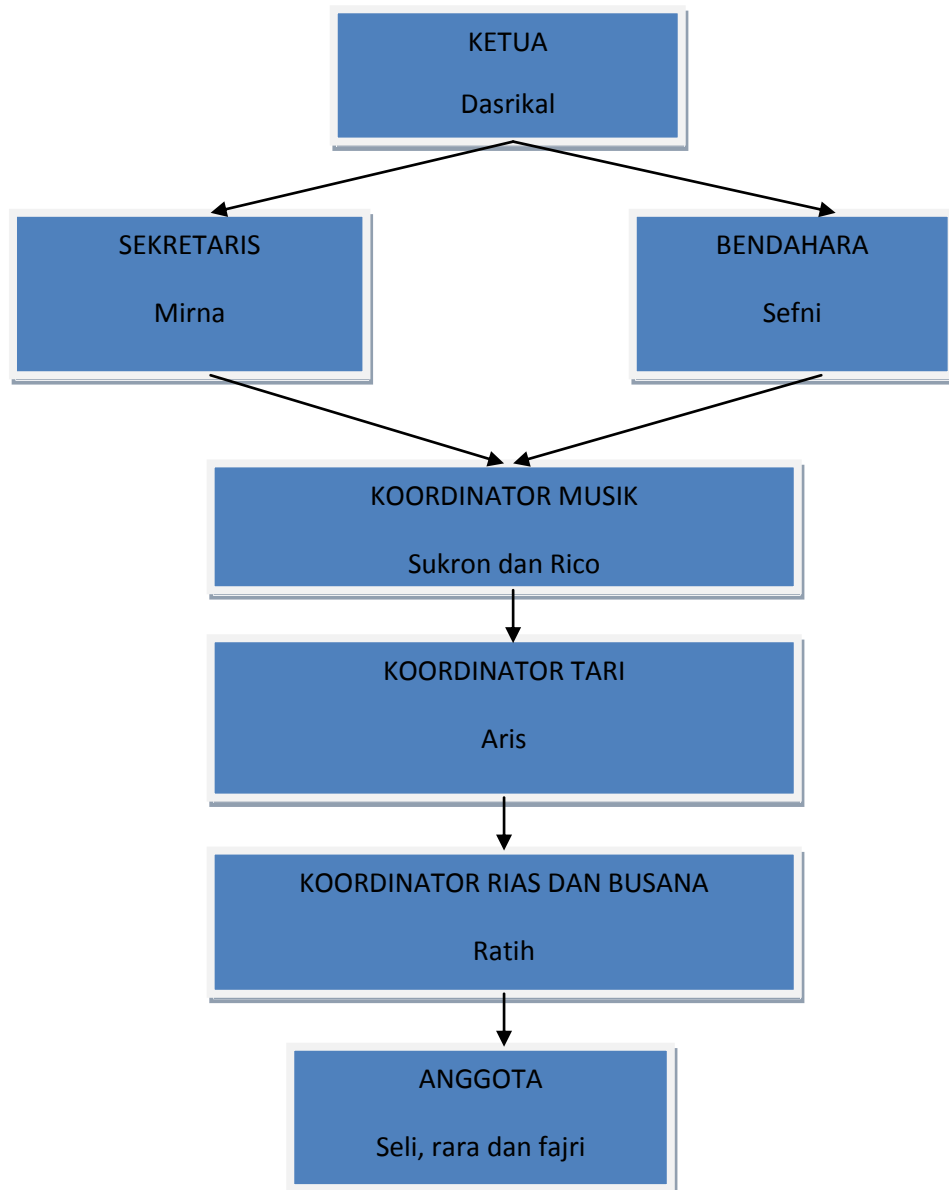 KETUA
Dasrikal
SEKRETARIS
Mirna
BENDAHARA
Sefni
KOORDINATOR MUSIK
Sukron dan Rico
KOORDINATOR TARI
Aris
KOORDINATOR RIAS DAN BUSANA
Ratih
ANGGOTA
Seli, rara dan fajri